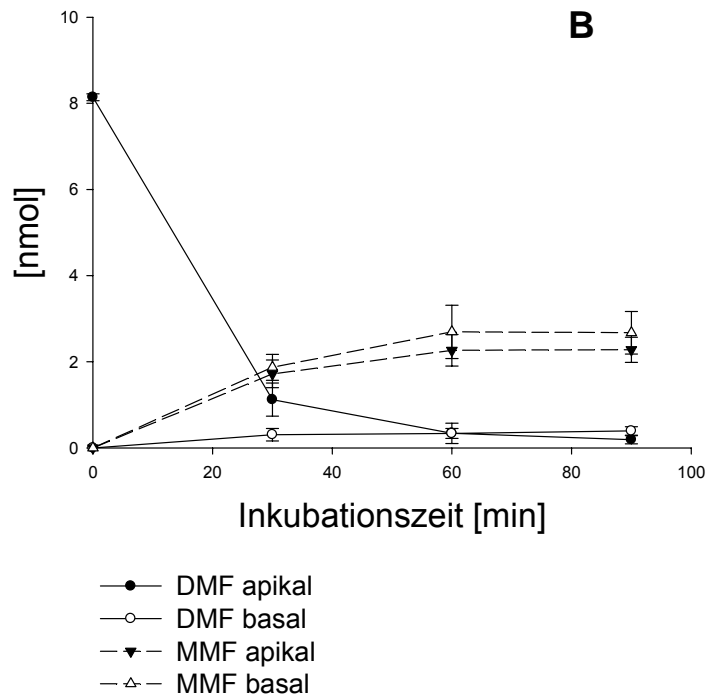 B
10
8
6
4
2
0
[nmol]
0 20 40 60 80 100
Inkubationszeit [min]
DMF apikal
DMF basal
MMF apikal
MMF basal